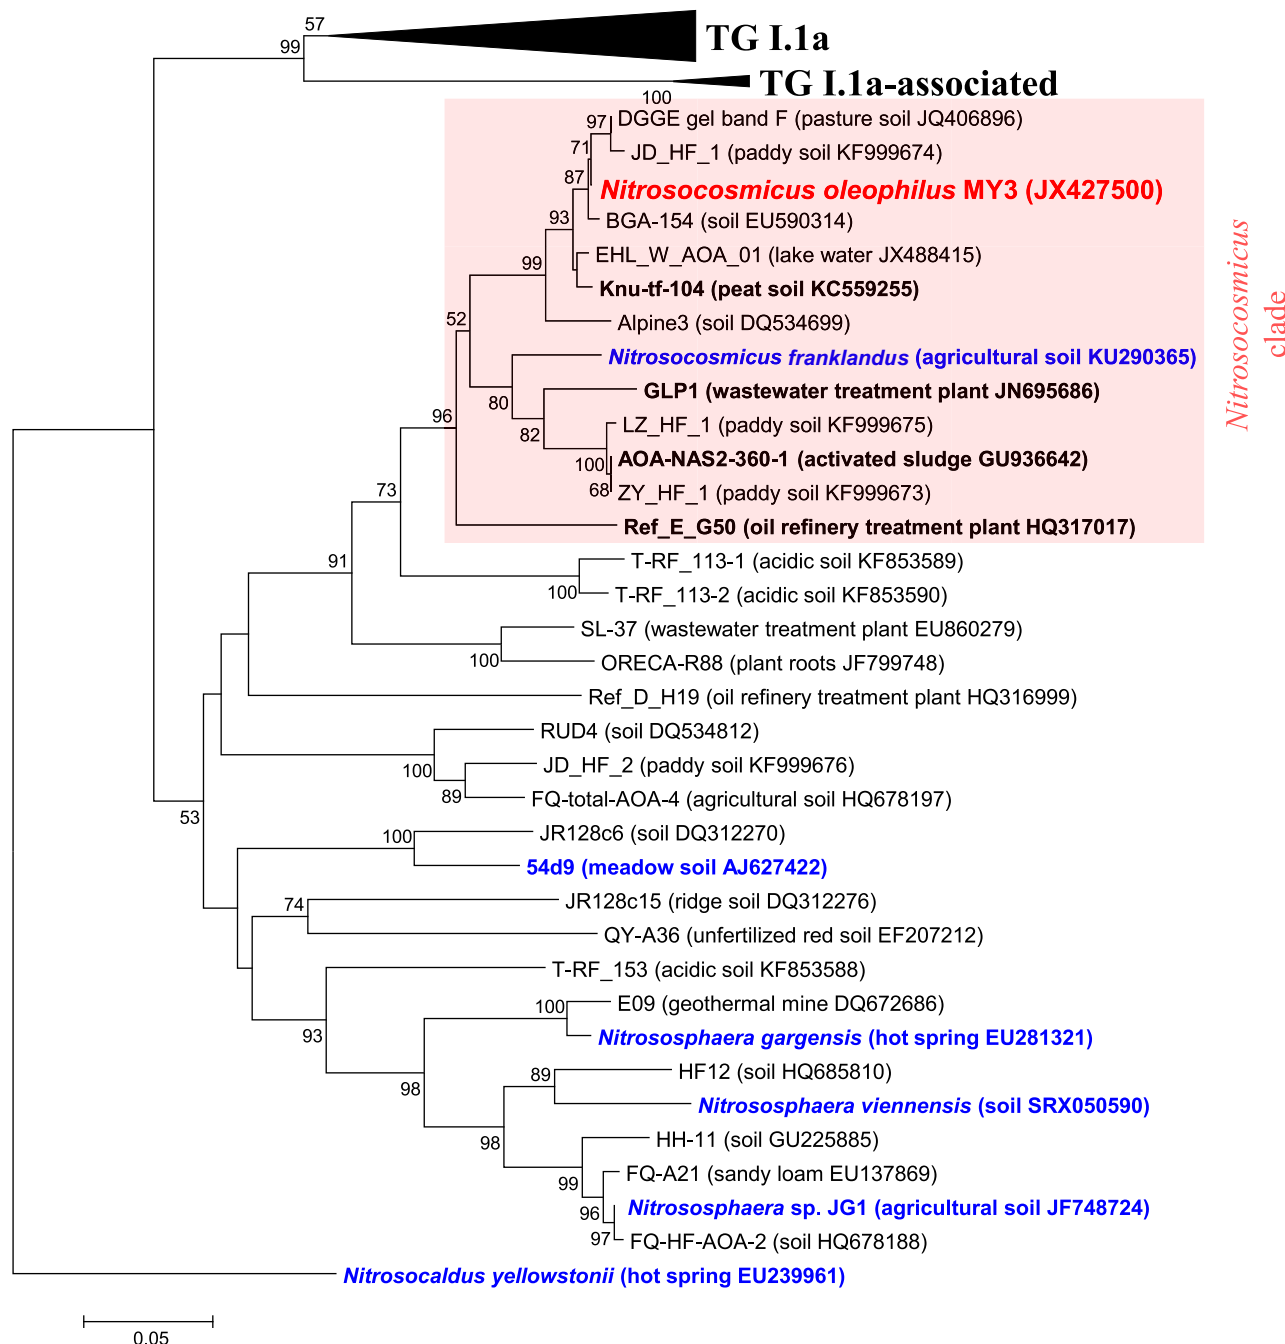 57
TG I.1a
99
TG I.1a-associated
100
DGGE gel band F (pasture soil JQ406896)
97
JD_HF_1 (paddy soil KF999674)
71
Nitrosocosmicus oleophilus MY3 (JX427500)
87
BGA-154 (soil EU590314)
93
EHL_W_AOA_01 (lake water JX488415)
99
Knu-tf-104 (peat soil KC559255)
Alpine3 (soil DQ534699)
52
Nitrosocosmicus franklandus (agricultural soil KU290365)
GLP1 (wastewater treatment plant JN695686)
80
96
LZ_HF_1 (paddy soil KF999675)
82
AOA-NAS2-360-1 (activated sludge GU936642)
100
ZY_HF_1 (paddy soil KF999673)
68
73
Ref_E_G50 (oil refinery treatment plant HQ317017)
Nitrosocosmicus
clade
T-RF_113-1 (acidic soil KF853589)
91
T-RF_113-2 (acidic soil KF853590)
100
SL-37 (wastewater treatment plant EU860279)
ORECA-R88 (plant roots JF799748)
100
Ref_D_H19 (oil refinery treatment plant HQ316999)
RUD4 (soil DQ534812)
JD_HF_2 (paddy soil KF999676)
100
FQ-total-AOA-4 (agricultural soil HQ678197)
89
53
JR128c6 (soil DQ312270)
100
54d9 (meadow soil AJ627422)
JR128c15 (ridge soil DQ312276)
74
QY-A36 (unfertilized red soil EF207212)
T-RF_153 (acidic soil KF853588)
E09 (geothermal mine DQ672686)
100
93
Nitrososphaera gargensis (hot spring EU281321)
HF12 (soil HQ685810)
89
98
Nitrososphaera viennensis (soil SRX050590)
98
HH-11 (soil GU225885)
FQ-A21 (sandy loam EU137869)
99
Nitrososphaera sp. JG1 (agricultural soil JF748724)
96
FQ-HF-AOA-2 (soil HQ678188)
97
Nitrosocaldus yellowstonii (hot spring EU239961)
0.05